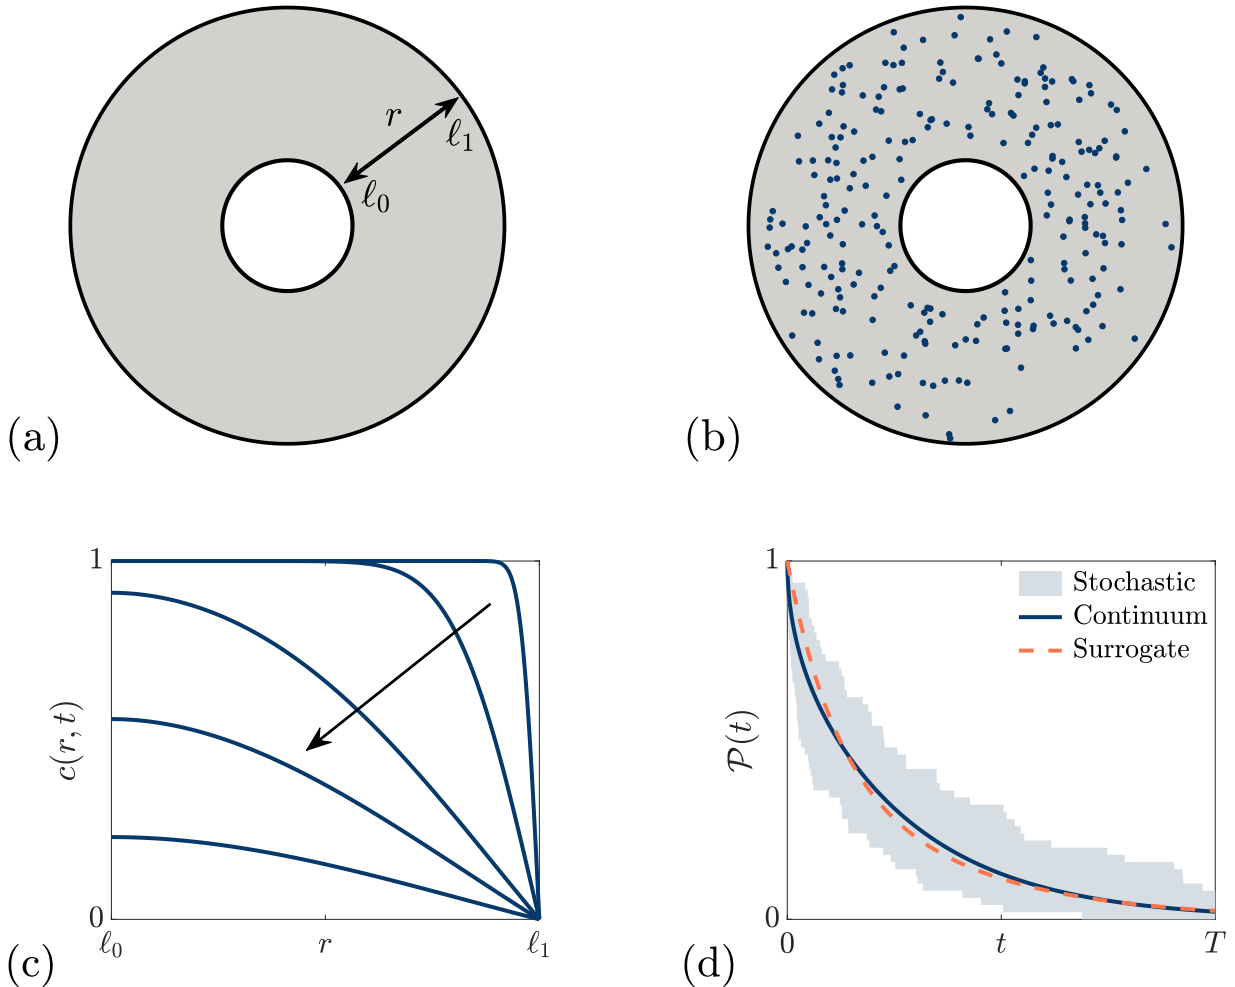 r
ℓ₁
ℓ₀
(a)
(b)
1
c(r, t)
0
ℓ₀
r
ℓ₁
(c)
1
Stochastic
Continuum
Surrogate
𝒫(t)
0
0
t
T
(d)